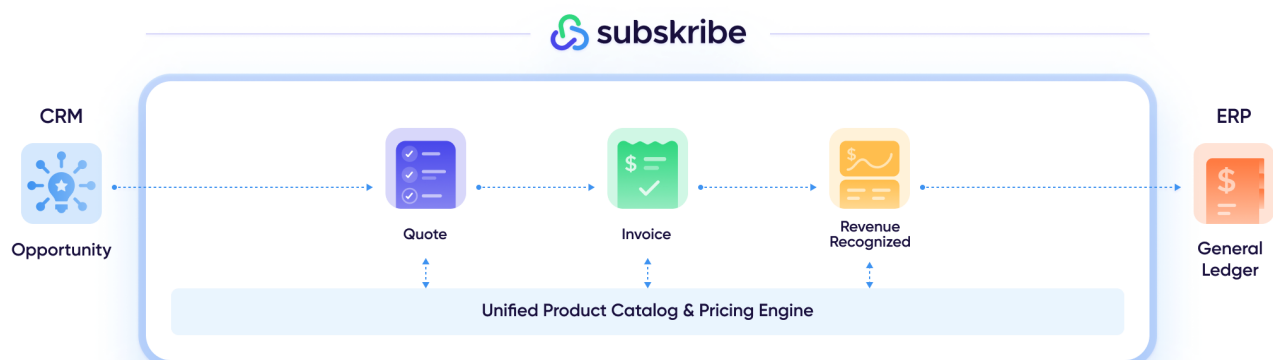 subskribe
CRM
ERP
$
$
$
Quote
Invoice
Revenue
Recognized
Opportunity
General
Ledger
Unified Product Catalog & Pricing Engine